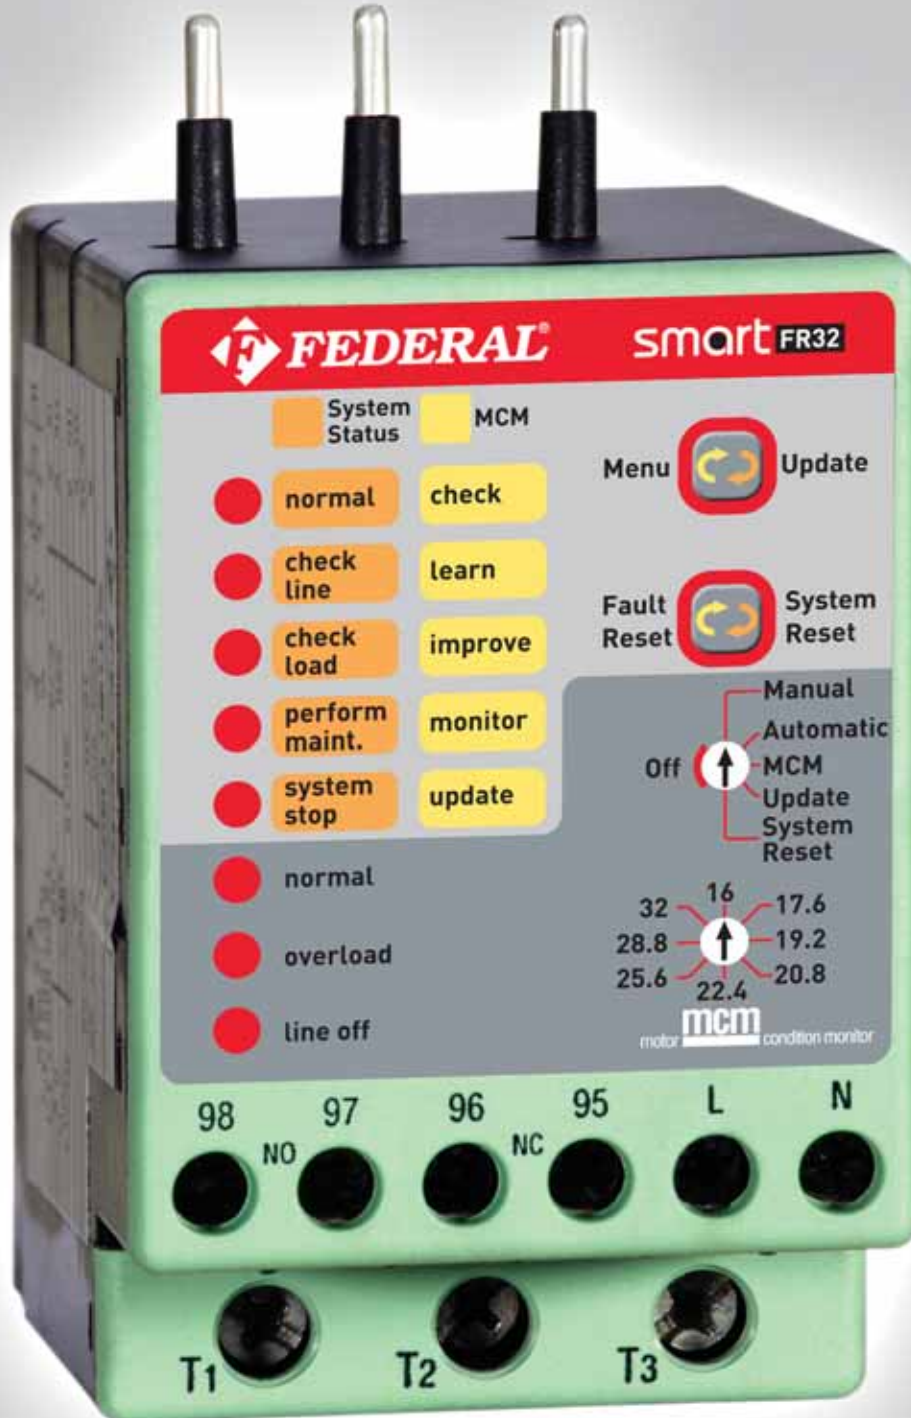 FEDERAL® smart FR32
System Status
MCM
normal
check
check line
learn
check load
improve
perform maint.
monitor
system stop
update
Menu
Update
Fault Reset
System Reset
Manual
Automatic
Off
MCM
Update
System Reset
normal
overload
line off
16
32
17.6
28.8
19.2
25.6
20.8
22.4
motor mcm condition monitor
98 NO 97 96 NC 95 L N
T1 T2 T3